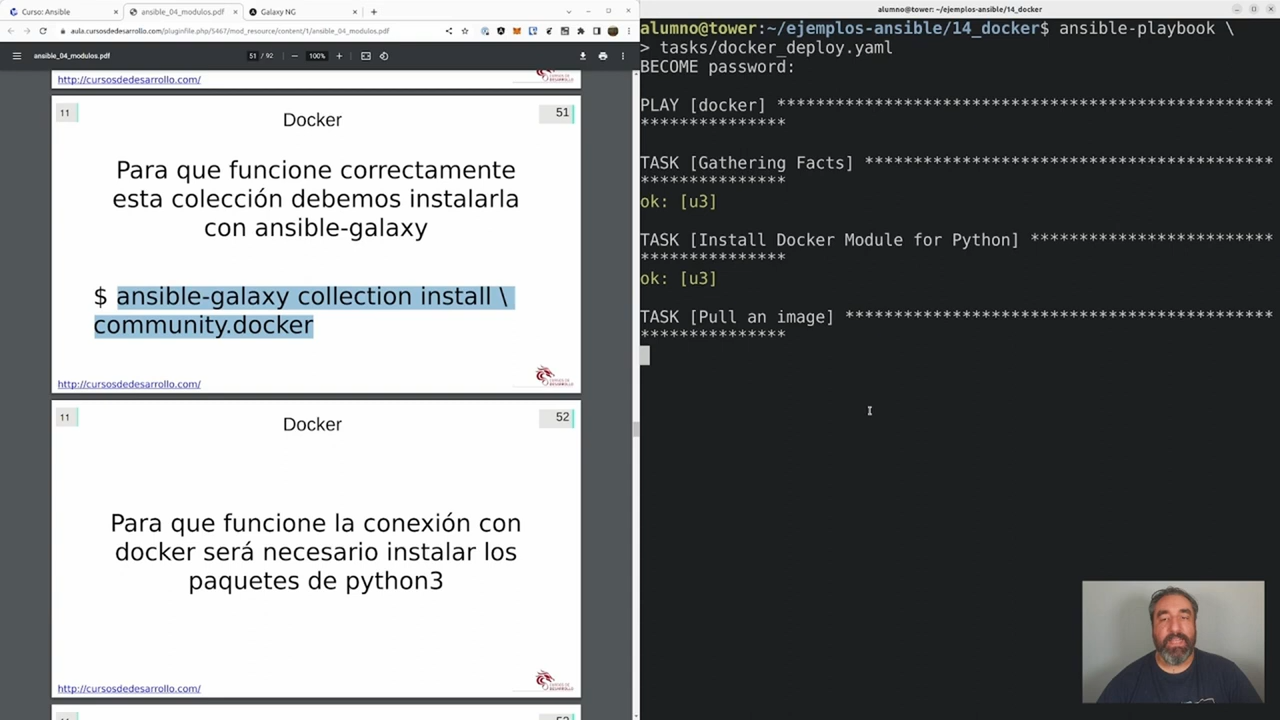 Curso: Ansible
ansible_04_modulos.pdf
Galaxy NG
aula.cursosdedesarrollo.com/pluginfile.php/5467/mod_resource/content/1/ansible_04_modulos.pdf
ansible_04_modulos.pdf
51 / 92
100%
http://cursosdedesarrollo.com/
11
Docker
51
Para que funcione correctamente
esta colección debemos instalarla
con ansible-galaxy
$ ansible-galaxy collection install \
community.docker
http://cursosdedesarrollo.com/
11
Docker
52
Para que funcione la conexión con
docker será necesario instalar los
paquetes de python3
http://cursosdedesarrollo.com/
11
Docker
53
alumno@tower: ~/ejemplos-ansible/14_docker
alumno@tower:~/ejemplos-ansible/14_docker$ ansible-playbook \
> tasks/docker_deploy.yaml
BECOME password:
PLAY [docker] *******************************************************
***************
TASK [Gathering Facts] **********************************************
***************
ok: [u3]
TASK [Install Docker Module for Python] *****************************
***************
ok: [u3]
TASK [Pull an image] ************************************************
***************